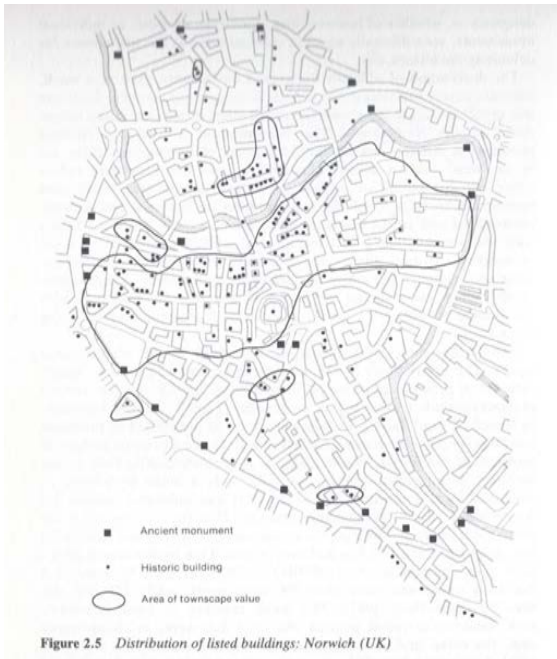 Ancient monument
Historic building
Area of townscape value
Figure 2.5 Distribution of listed buildings: Norwich (UK)